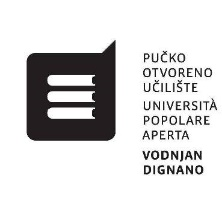 PUČKO
OTVORENO
UČILIŠTE
UNIVERSITÀ
POPOLARE
APERTA
VODNJAN
DIGNANO